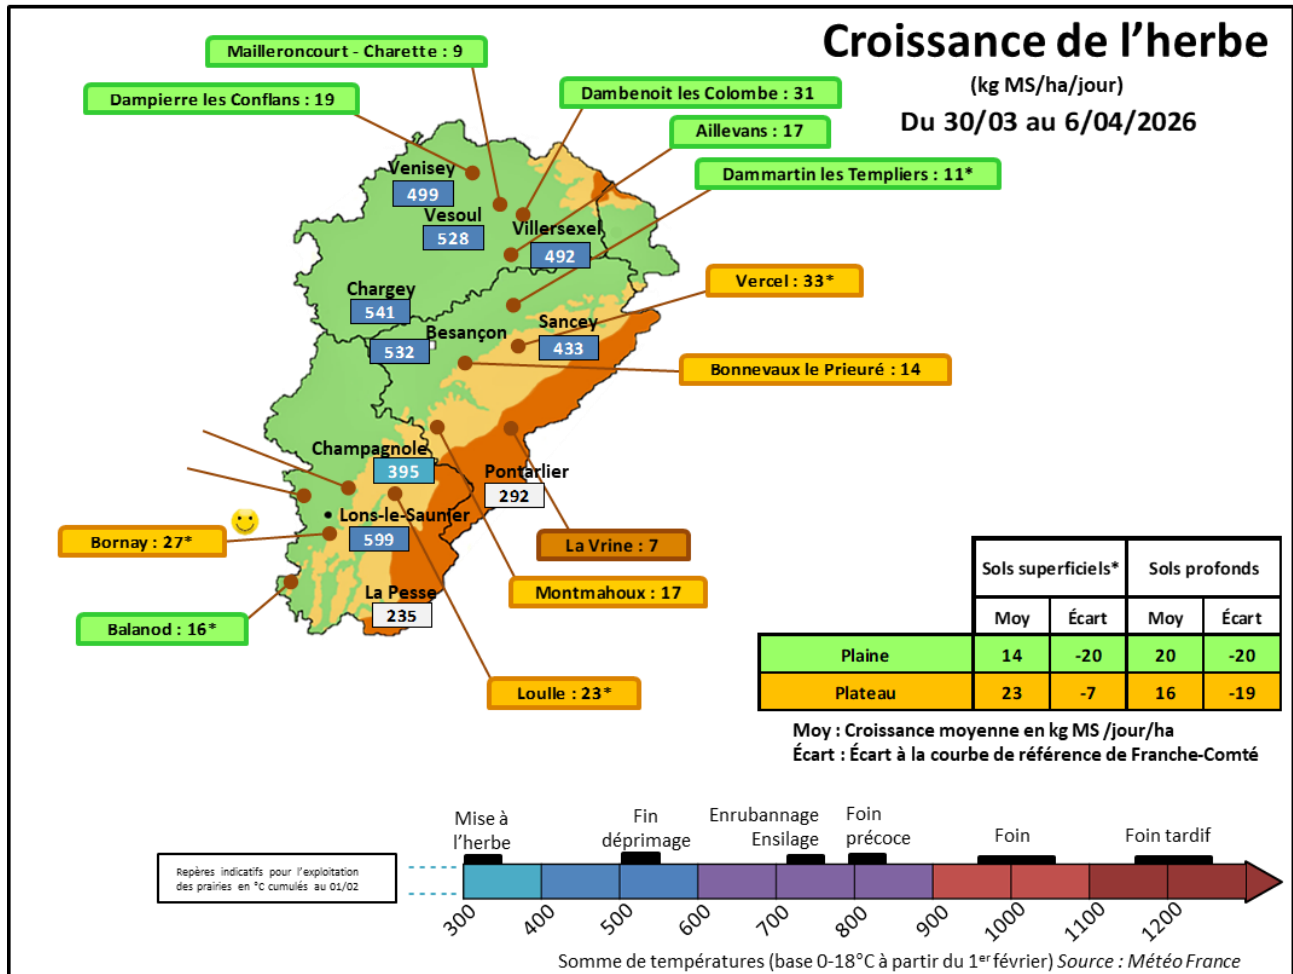 Croissance de l’herbe
(kg MS/ha/jour)
Du 30/03 au 6/04/2026
Mailleroncourt - Charette : 9
Dampierre les Conflans : 19
Dambenoit les Colombe : 31
Aillevans : 17
Dammartin les Templiers : 11*
Venisey
499
Vesoul
528
Villersexel
492
Vercel : 33*
Chargey
541
Besançon
532
Sancey
433
Bonnevaux le Prieuré : 14
Champagnole
395
Pontarlier
292
Lons-le-Saunier
599
Bornay : 27*
La Vrine : 7
Montmahoux : 17
La Pesse
235
Balanod : 16*
Loulle : 23*
Sols superficiels* Sols profonds
Moy Écart Moy Écart
Plaine 14 -20 20 -20
Plateau 23 -7 16 -19
Moy : Croissance moyenne en kg MS /jour/ha
Écart : Écart à la courbe de référence de Franche-Comté
Mise à
l’herbe
Fin
déprimage
Enrubannage
Ensilage
Foin
précoce
Foin
Foin tardif
Repères indicatifs pour l’exploitation
des prairies en °C cumulés au 01/02
300 400 500 600 700 800 900 1000 1100 1200
Somme de températures (base 0-18°C à partir du 1er février) Source : Météo France